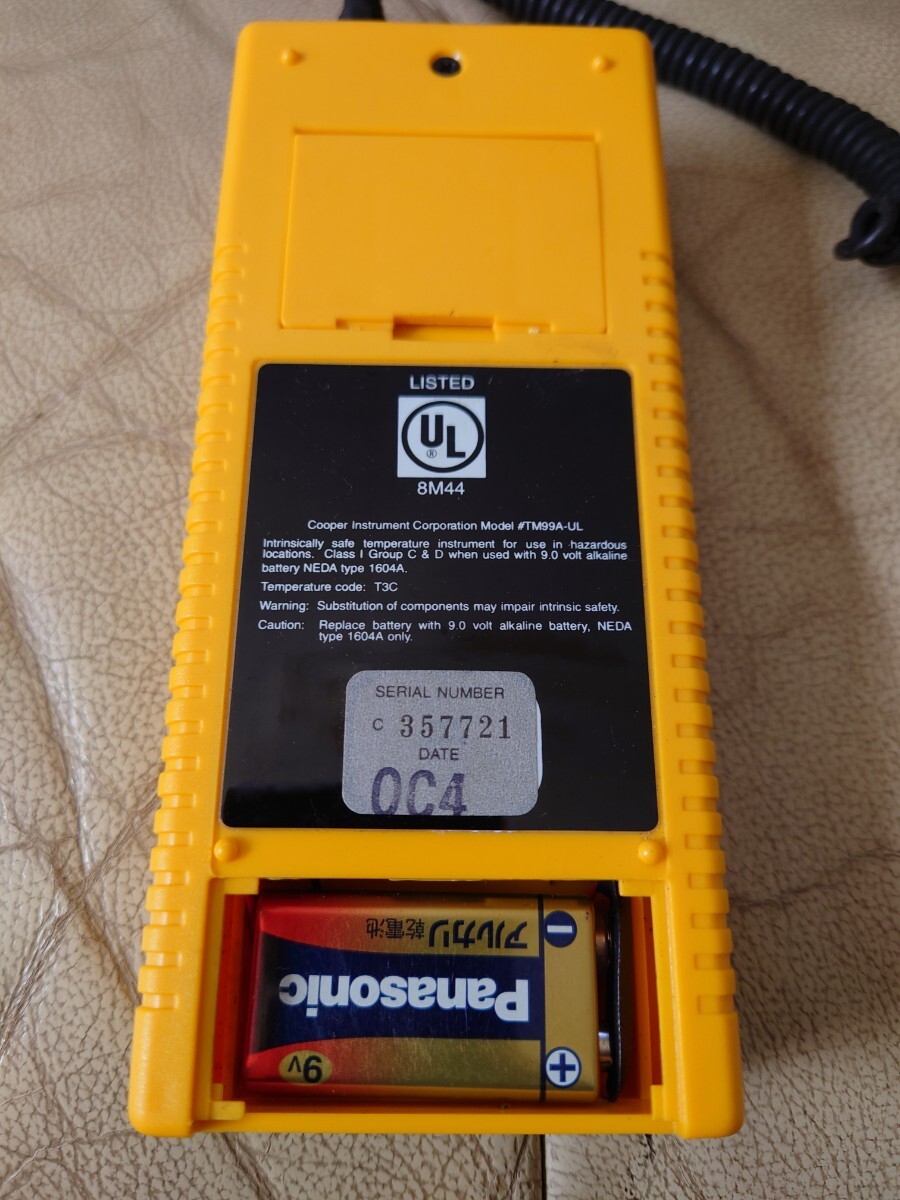 LISTED
UL
®
8M44
Cooper Instrument Corporation Model #TM99A-UL
Intrinsically safe temperature instrument for use in hazardous
locations. Class I Group C & D when used with 9.0 volt alkaline
battery NEDA type 1604A.
Temperature code: T3C
Warning: Substitution of components may impair intrinsic safety.
Caution: Replace battery with 9.0 volt alkaline battery, NEDA
type 1604A only.
SERIAL NUMBER
C 357721
DATE
OC4
アルカリ乾電池
Panasonic
9V